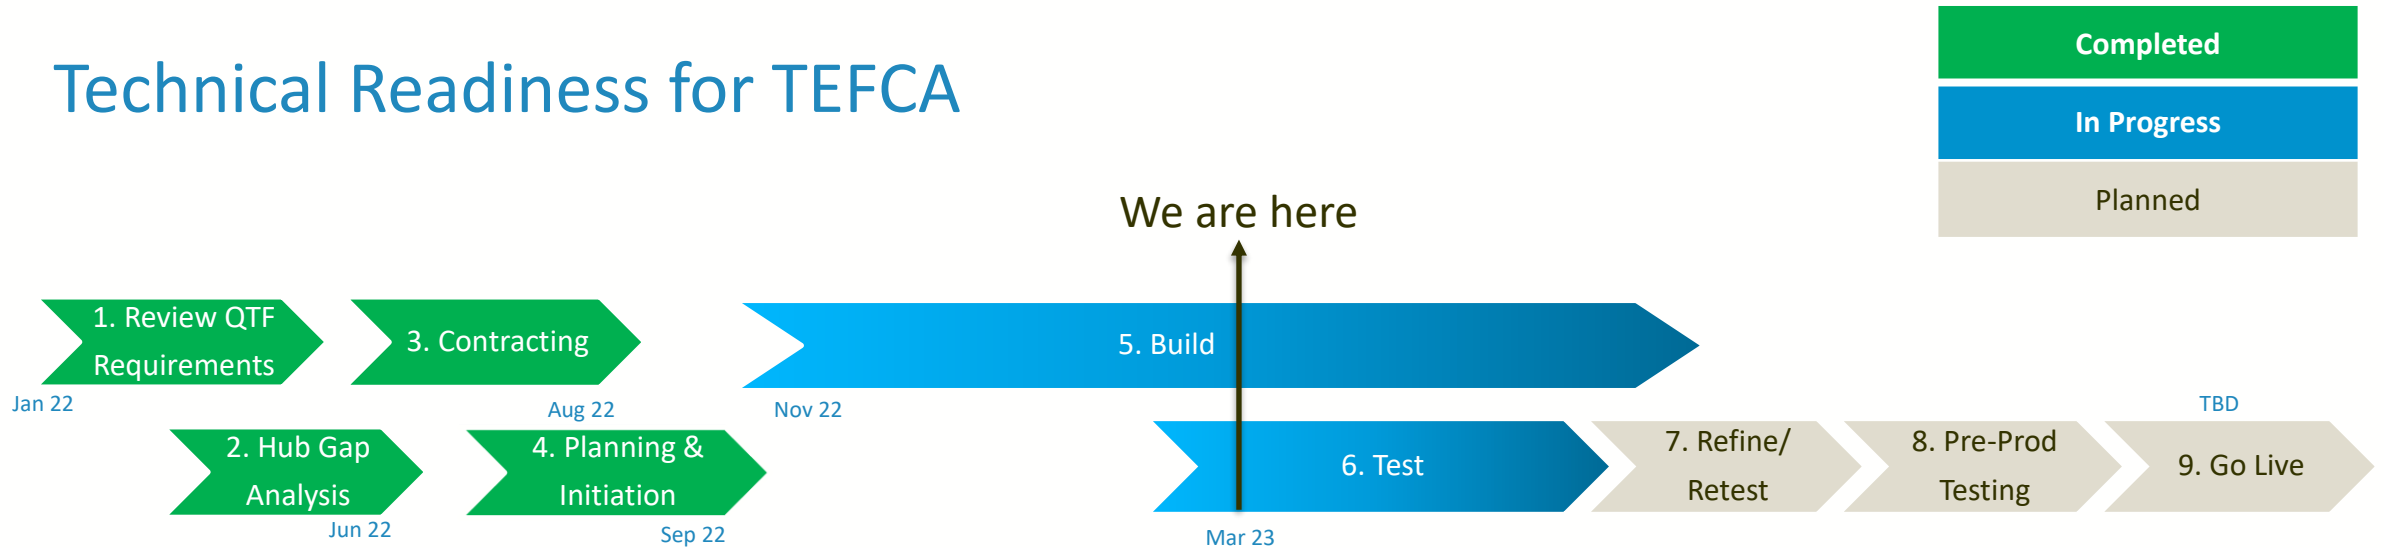 Technical Readiness for TEFCA
Completed
In Progress
Planned
We are here
1. Review QTF
Requirements
3. Contracting
5. Build
Jan 22
Aug 22
Nov 22
TBD
2. Hub Gap
Analysis
4. Planning &
Initiation
6. Test
7. Refine/
Retest
8. Pre-Prod
Testing
9. Go Live
Jun 22
Sep 22
Mar 23